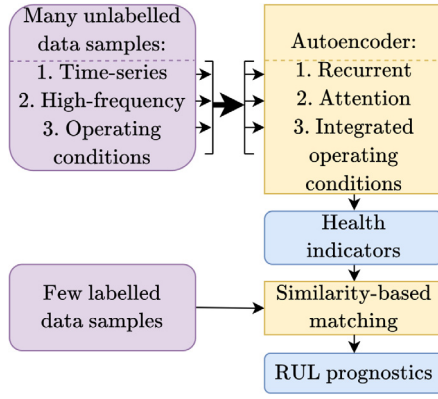 Many unlabelled
data samples:
1. Time-series
2. High-frequency
3. Operating
conditions
Autoencoder:
1. Recurrent
2. Attention
3. Integrated
operating
conditions
Health
indicators
Few labelled
data samples
Similarity-based
matching
RUL prognostics